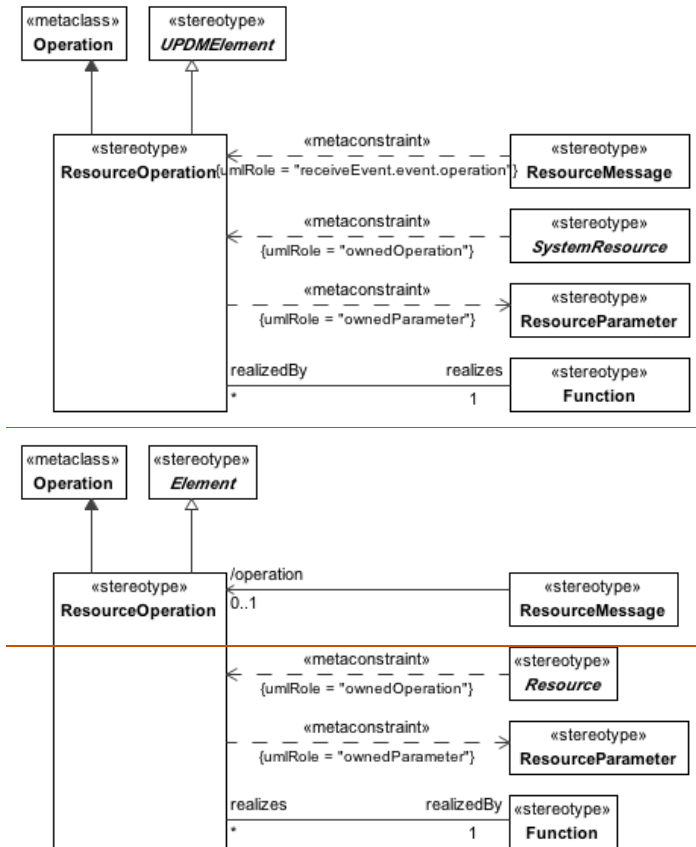 «metaclass»
Operation
«stereotype»
UPDMElement
«stereotype»
ResourceOperation
«metaconstraint»
{umlRole = "receiveEvent.event.operation"}
«stereotype»
ResourceMessage
«metaconstraint»
{umlRole = "ownedOperation"}
«stereotype»
SystemResource
«metaconstraint»
{umlRole = "ownedParameter"}
«stereotype»
ResourceParameter
realizedBy
*
realizes
1
«stereotype»
Function
«metaclass»
Operation
«stereotype»
Element
«stereotype»
ResourceOperation
/operation
0..1
«stereotype»
ResourceMessage
«metaconstraint»
{umlRole = "ownedOperation"}
«stereotype»
Resource
«metaconstraint»
{umlRole = "ownedParameter"}
«stereotype»
ResourceParameter
realizes
*
realizedBy
1
«stereotype»
Function